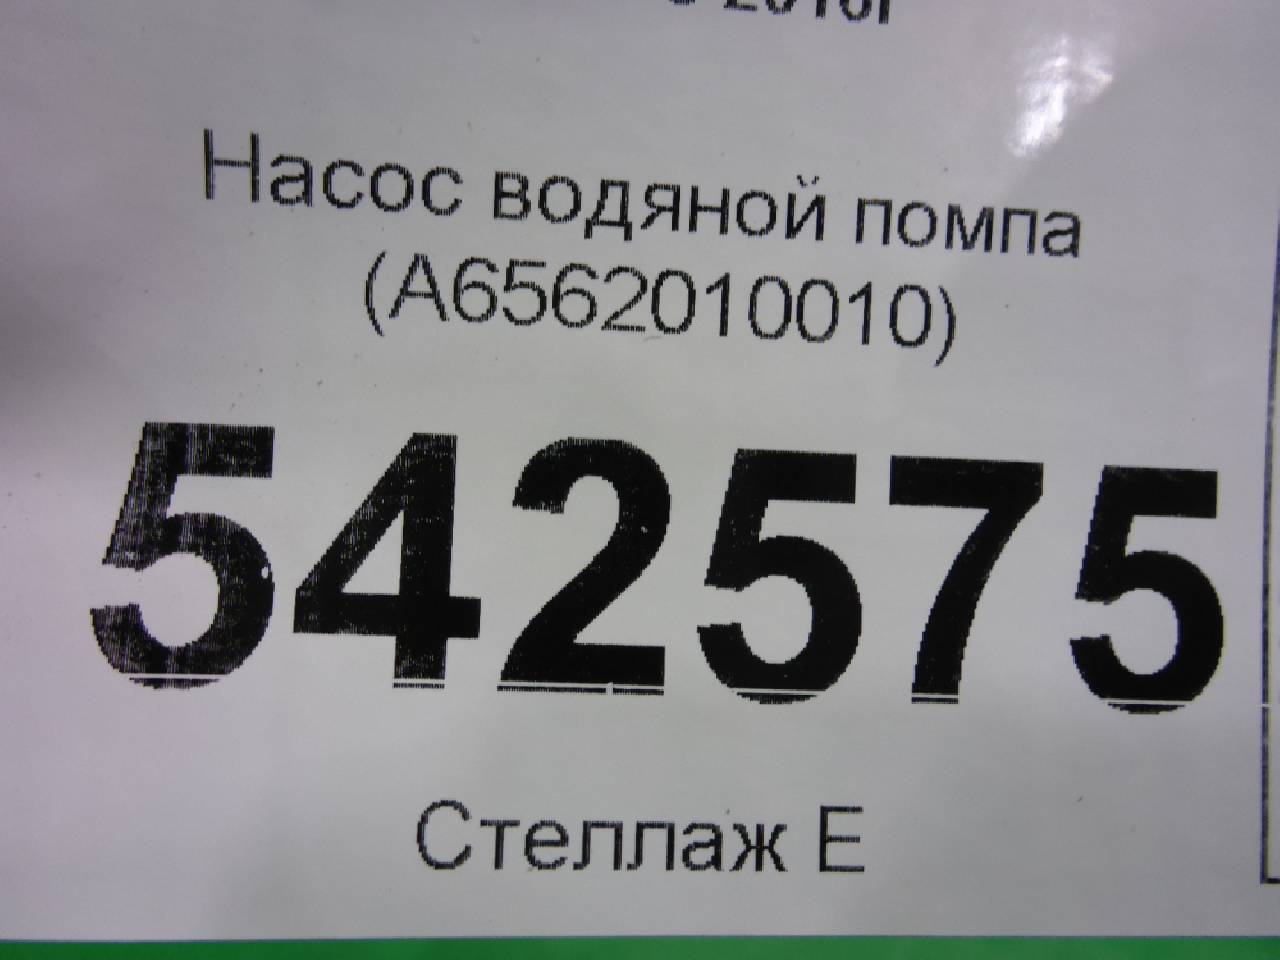 Насос водяной помпа
(A6562010010)
542575
Стеллаж Е